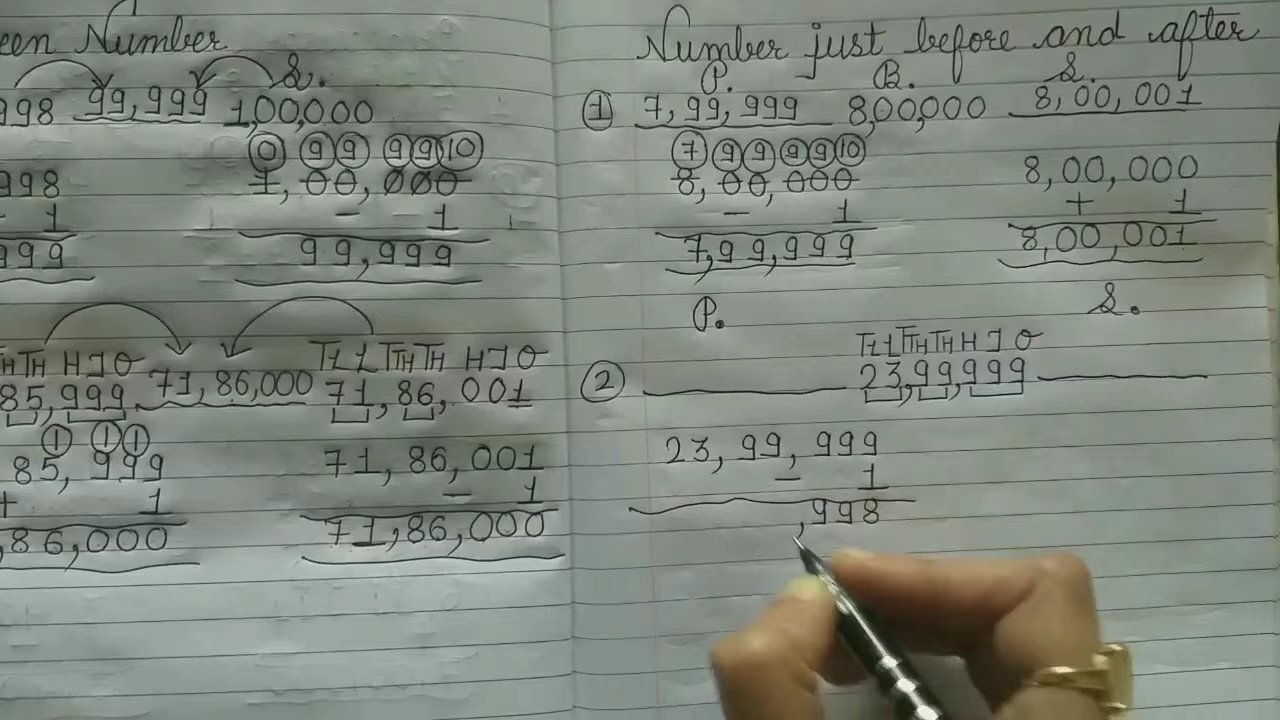 een Number
S.
998 99,999 1,00,000
0 9 9 9 9 10
998 1, 00, 000
1 - 1
999 99,999
TH TH H T O TL L TTH TH H T O
85,999 71,86,000 71,86,001
1 1 1
85, 999 71, 86,001
+ 1 - 1
,86,000 71,86,000
Number just before and after
P. B. S.
1 7,99,999 8,00,000 8,00,001
7 9 9 9 9 10
8, 00, 000 8,00,000
- 1 + 1
7,99,999 8,00,001
P. S.
TL L TTH TH H T O
2 23,99,999
23, 99, 999
- 1
,998